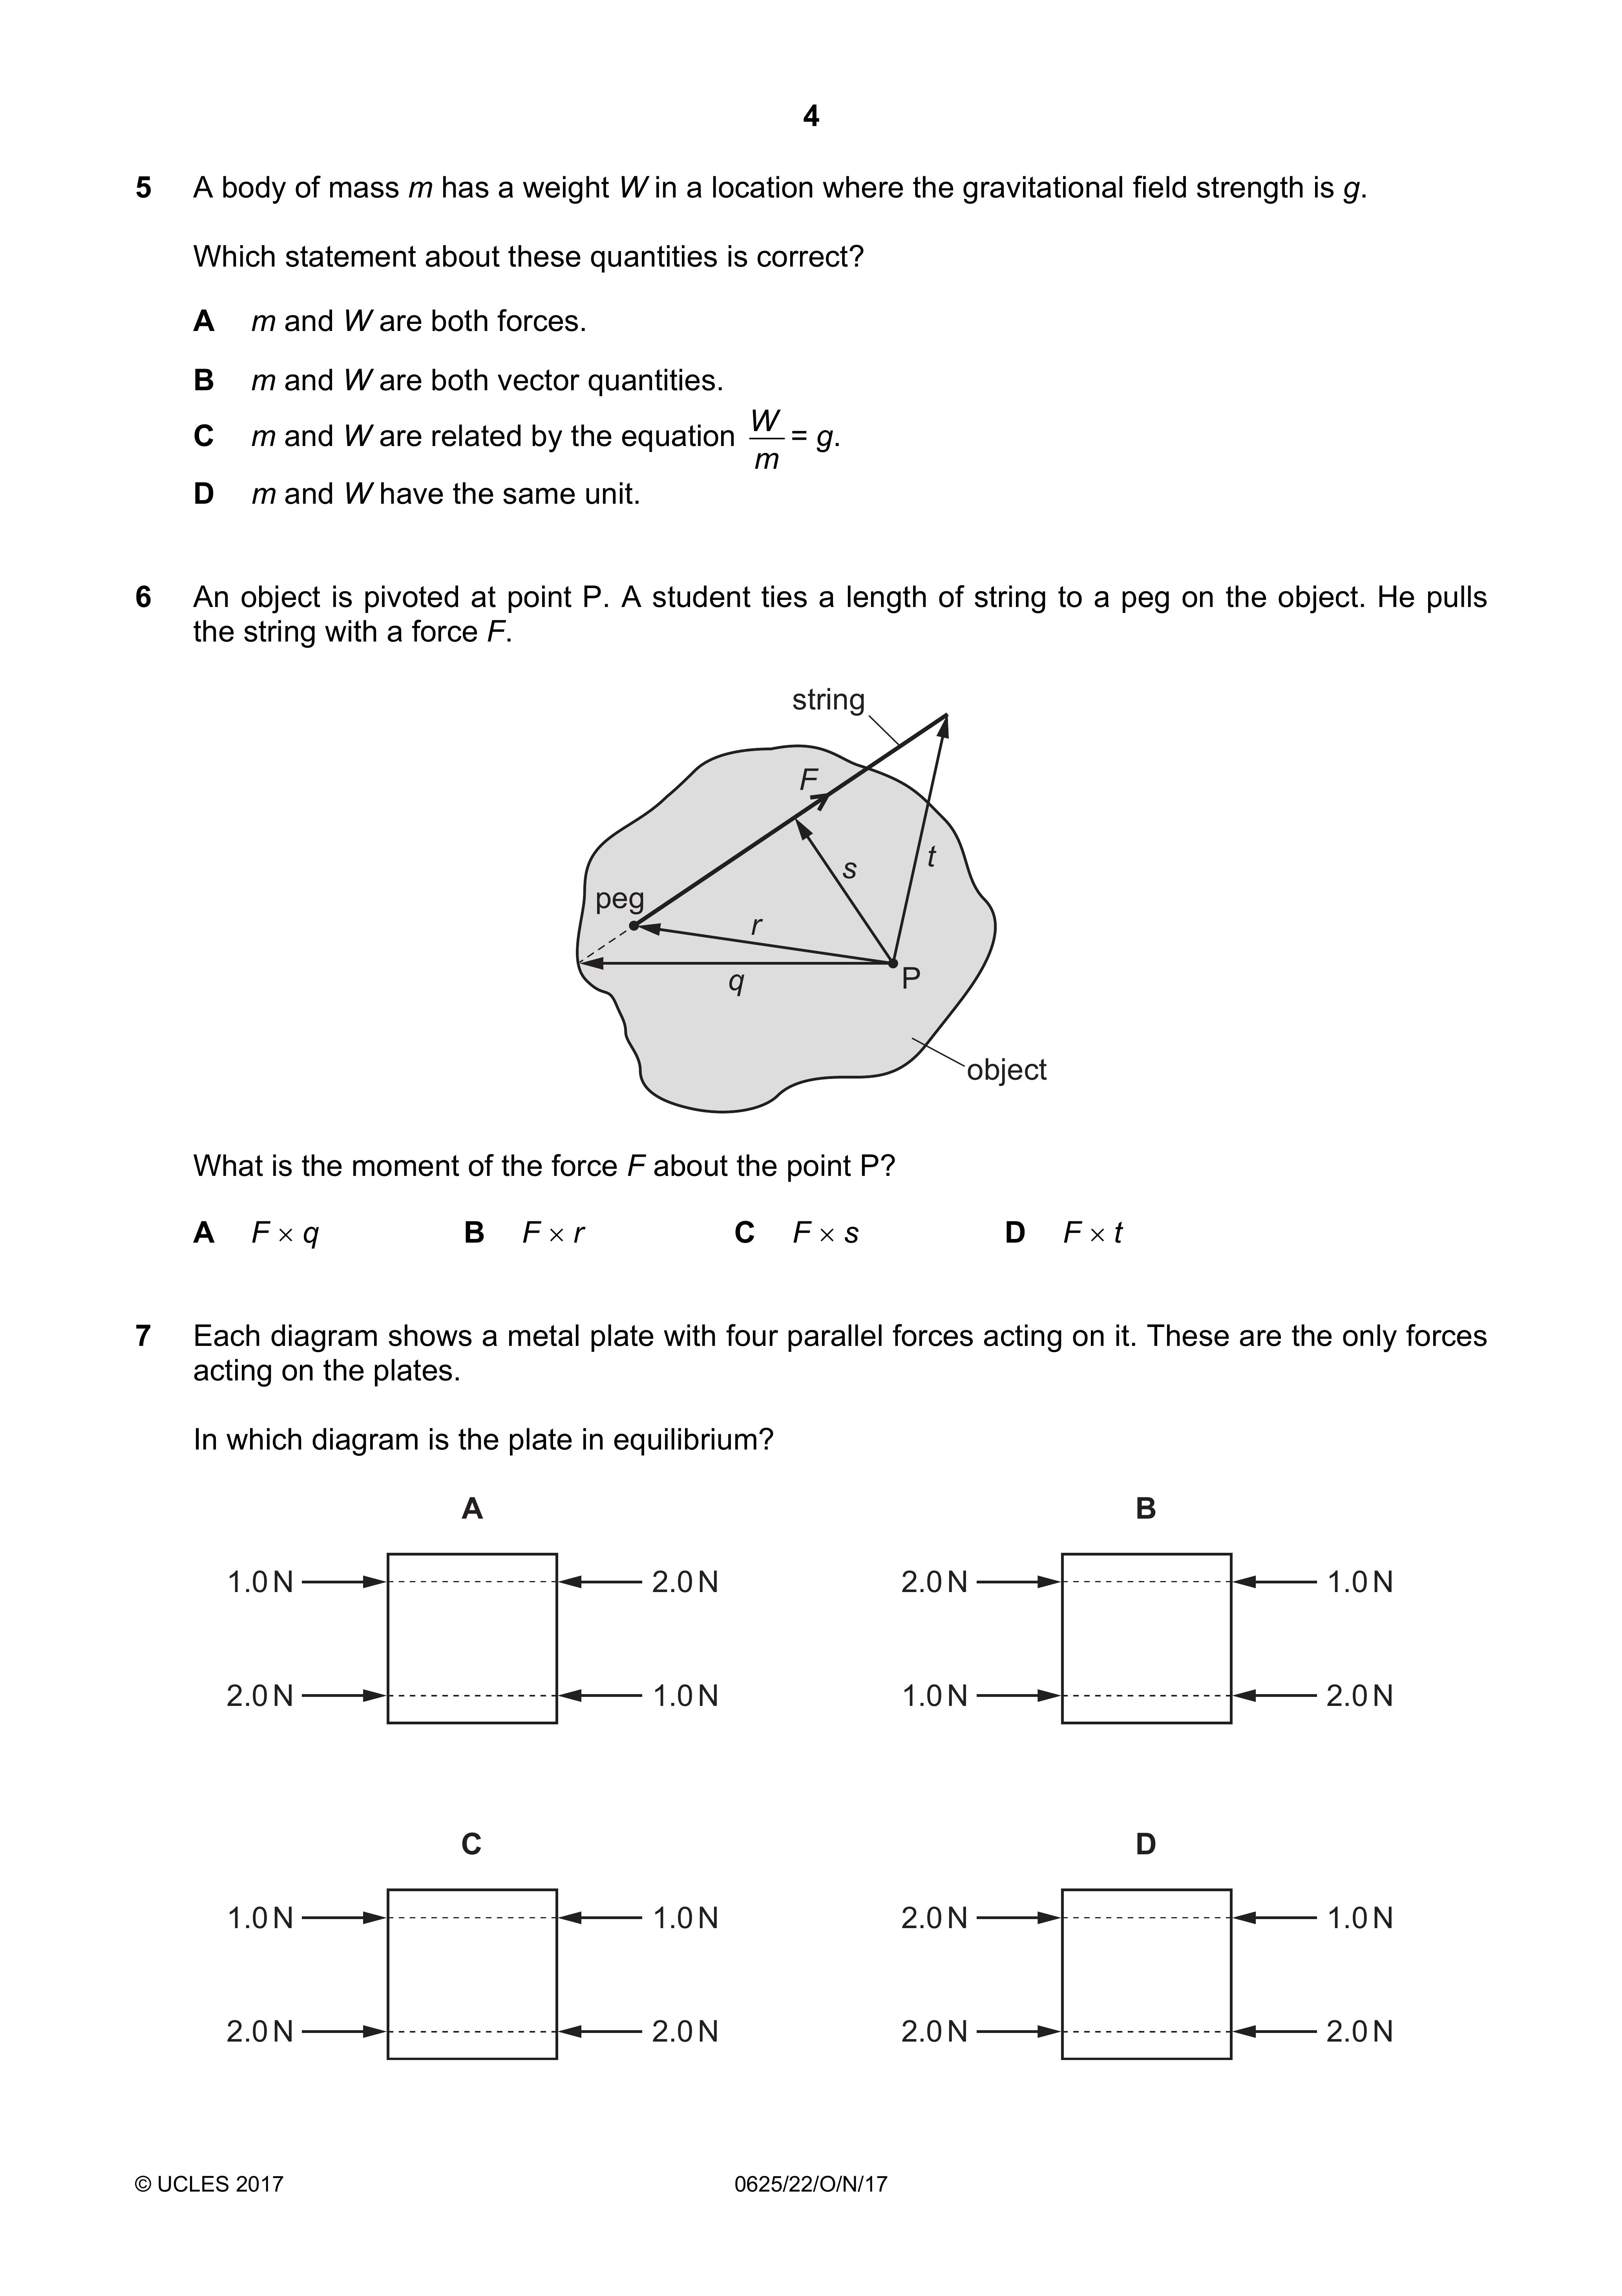 4
5 A body of mass m has a weight W in a location where the gravitational field strength is g.
Which statement about these quantities is correct?
A m and W are both forces.
B m and W are both vector quantities.
C m and W are related by the equation W/m = g.
D m and W have the same unit.
6 An object is pivoted at point P. A student ties a length of string to a peg on the object. He pulls
the string with a force F.
string
F
t
s
peg
r
P
q
object
What is the moment of the force F about the point P?
A F × q B F × r C F × s D F × t
7 Each diagram shows a metal plate with four parallel forces acting on it. These are the only forces
acting on the plates.
In which diagram is the plate in equilibrium?
A B
1.0 N 2.0 N 2.0 N 1.0 N
2.0 N 1.0 N 1.0 N 2.0 N
C D
1.0 N 1.0 N 2.0 N 1.0 N
2.0 N 2.0 N 2.0 N 2.0 N
© UCLES 2017 0625/22/O/N/17